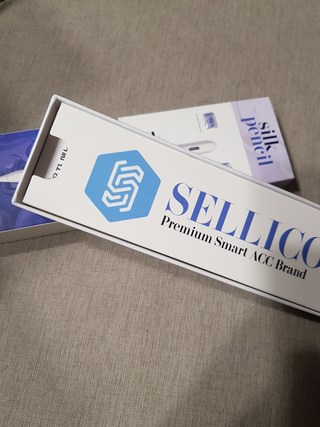 silk
pencil
SELLICO
Premium Smart ACC Brand